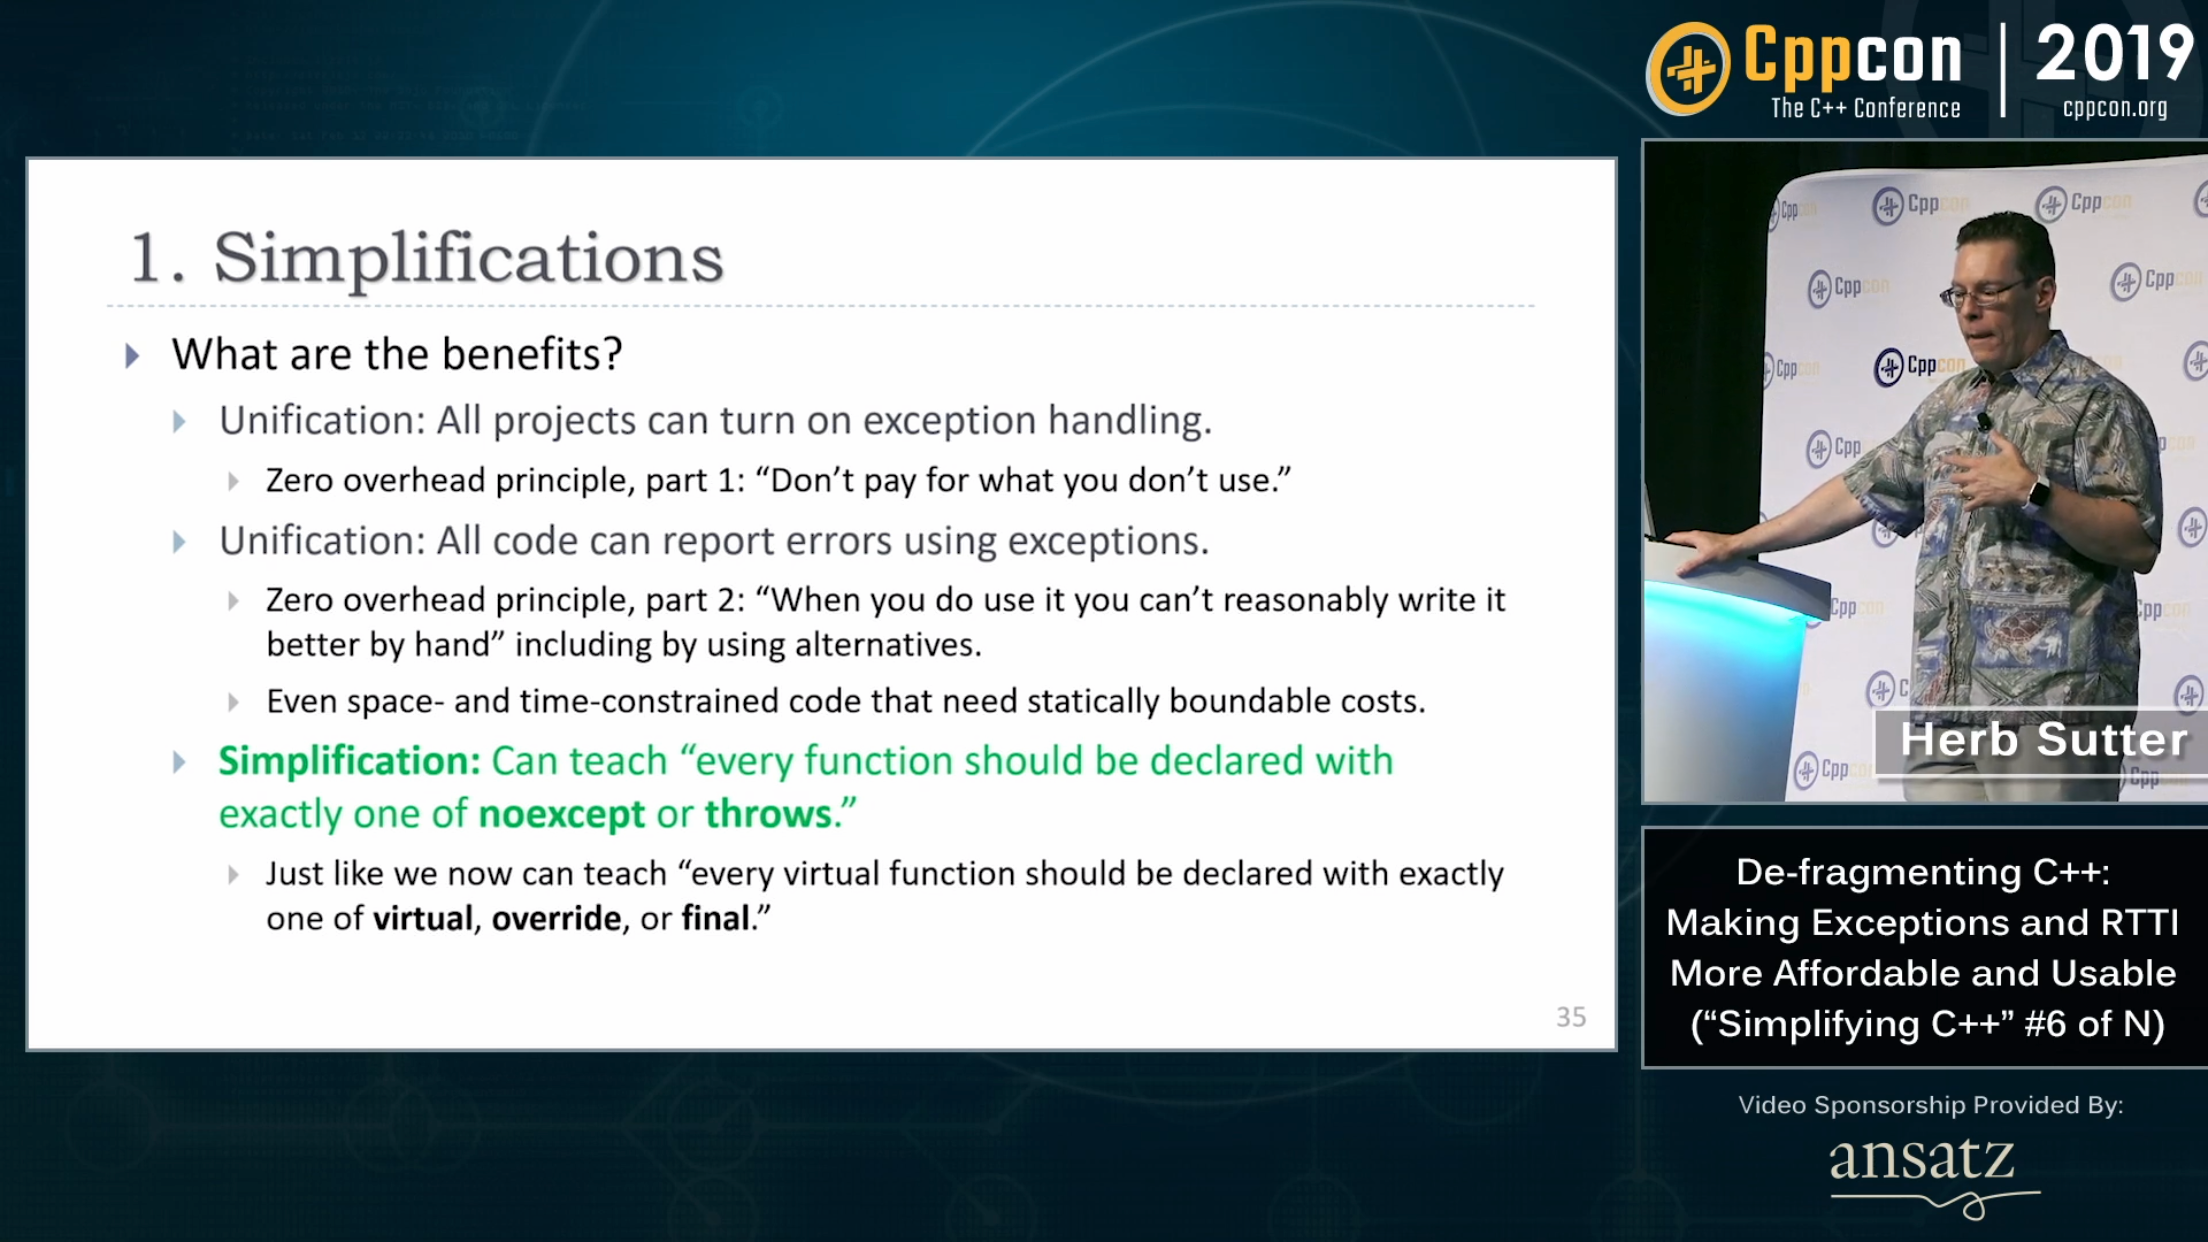 Cppcon | 2019
The C++ Conference
cppcon.org
1. Simplifications
What are the benefits?
Unification: All projects can turn on exception handling.
Zero overhead principle, part 1: “Don’t pay for what you don’t use.”
Unification: All code can report errors using exceptions.
Zero overhead principle, part 2: “When you do use it you can’t reasonably write it
better by hand” including by using alternatives.
Even space- and time-constrained code that need statically boundable costs.
Simplification: Can teach “every function should be declared with
exactly one of noexcept or throws.”
Just like we now can teach “every virtual function should be declared with exactly
one of virtual, override, or final.”
35
Cppcon
Cppcon
Cppcon
Cppcon
Cppcon
Cppcon
Herb Sutter
De-fragmenting C++:
Making Exceptions and RTTI
More Affordable and Usable
(“Simplifying C++” #6 of N)
Video Sponsorship Provided By:
ansatz